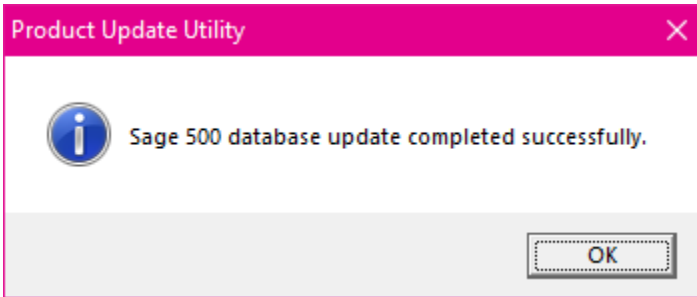 Product Update Utility
Sage 500 database update completed successfully.
OK